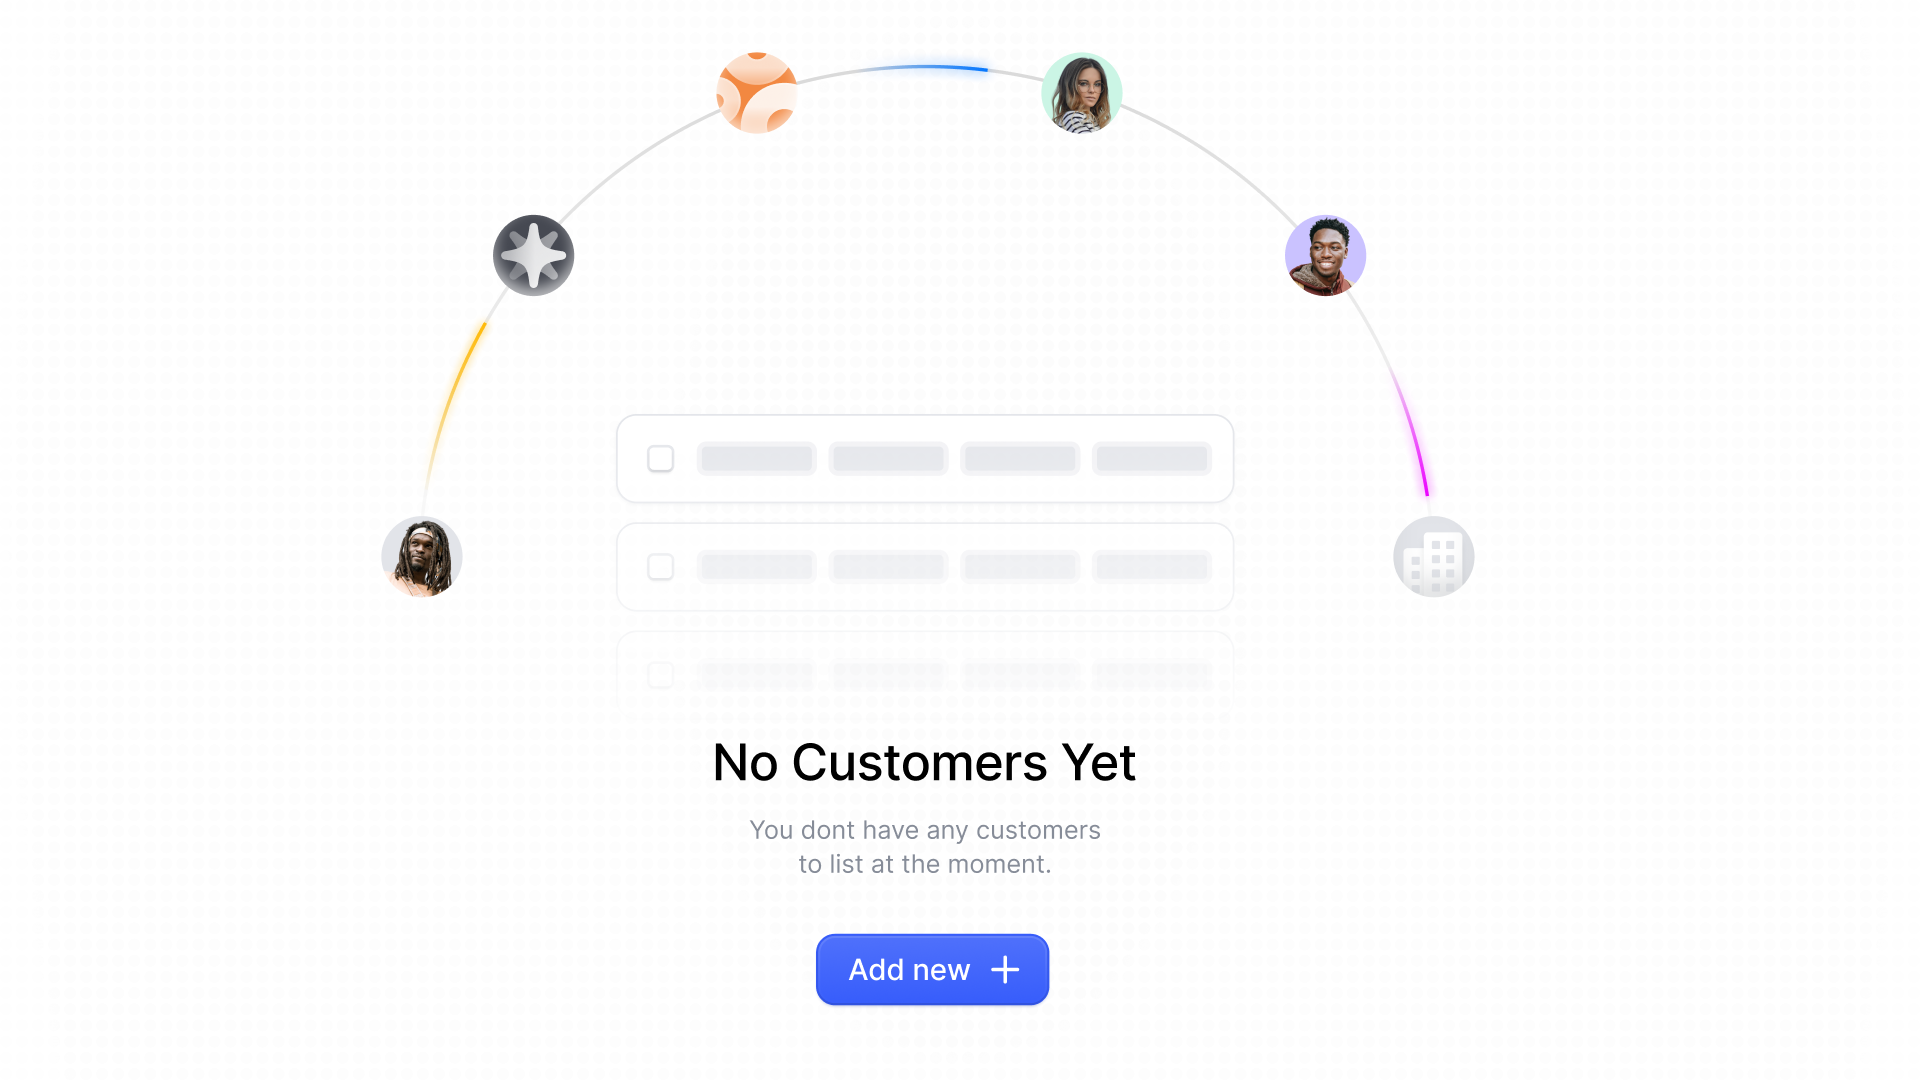 No Customers Yet
You dont have any customers
to list at the moment.
Add new